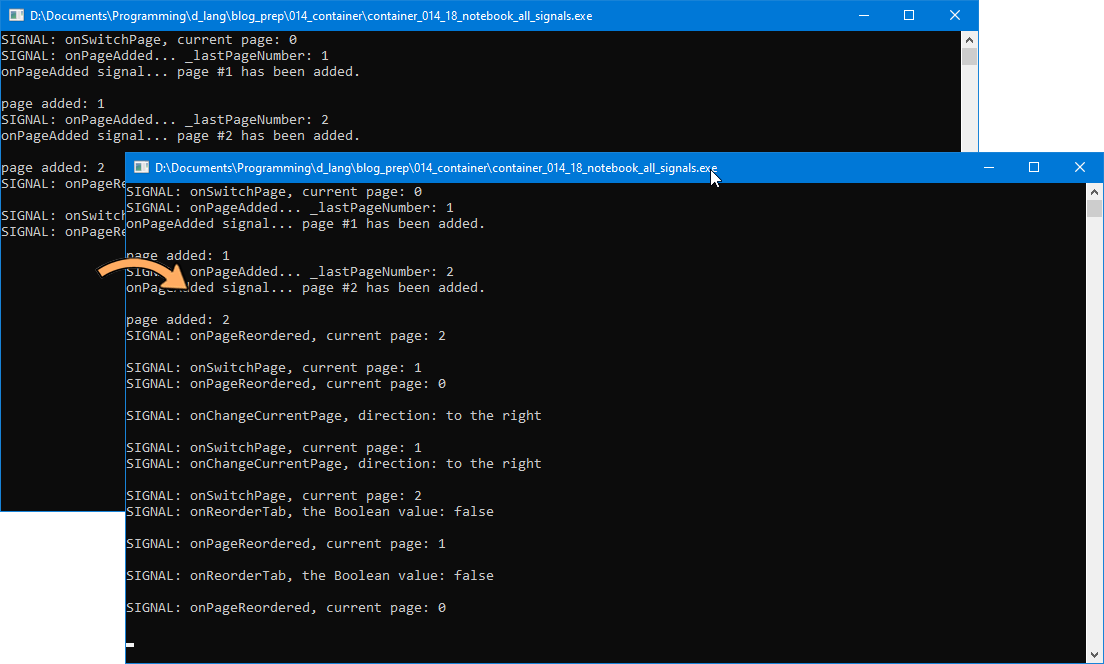 D:\Documents\Programming\d_lang\blog_prep\014_container\container_014_18_notebook_all_signals.exe
SIGNAL: onSwitchPage, current page: 0
SIGNAL: onPageAdded... _lastPageNumber: 1
onPageAdded signal... page #1 has been added.
page added: 1
SIGNAL: onPageAdded... _lastPageNumber: 2
onPageAdded signal... page #2 has been added.
page added: 2
SIGNAL: onPageRe
SIGNAL: onSwitch
SIGNAL: onPageRe
D:\Documents\Programming\d_lang\blog_prep\014_container\container_014_18_notebook_all_signals.exe
SIGNAL: onSwitchPage, current page: 0
SIGNAL: onPageAdded... _lastPageNumber: 1
onPageAdded signal... page #1 has been added.
page added: 1
SIGNAL: onPageAdded... _lastPageNumber: 2
onPageAdded signal... page #2 has been added.
page added: 2
SIGNAL: onPageReordered, current page: 2
SIGNAL: onSwitchPage, current page: 1
SIGNAL: onPageReordered, current page: 0
SIGNAL: onChangeCurrentPage, direction: to the right
SIGNAL: onSwitchPage, current page: 1
SIGNAL: onChangeCurrentPage, direction: to the right
SIGNAL: onSwitchPage, current page: 2
SIGNAL: onReorderTab, the Boolean value: false
SIGNAL: onPageReordered, current page: 1
SIGNAL: onReorderTab, the Boolean value: false
SIGNAL: onPageReordered, current page: 0